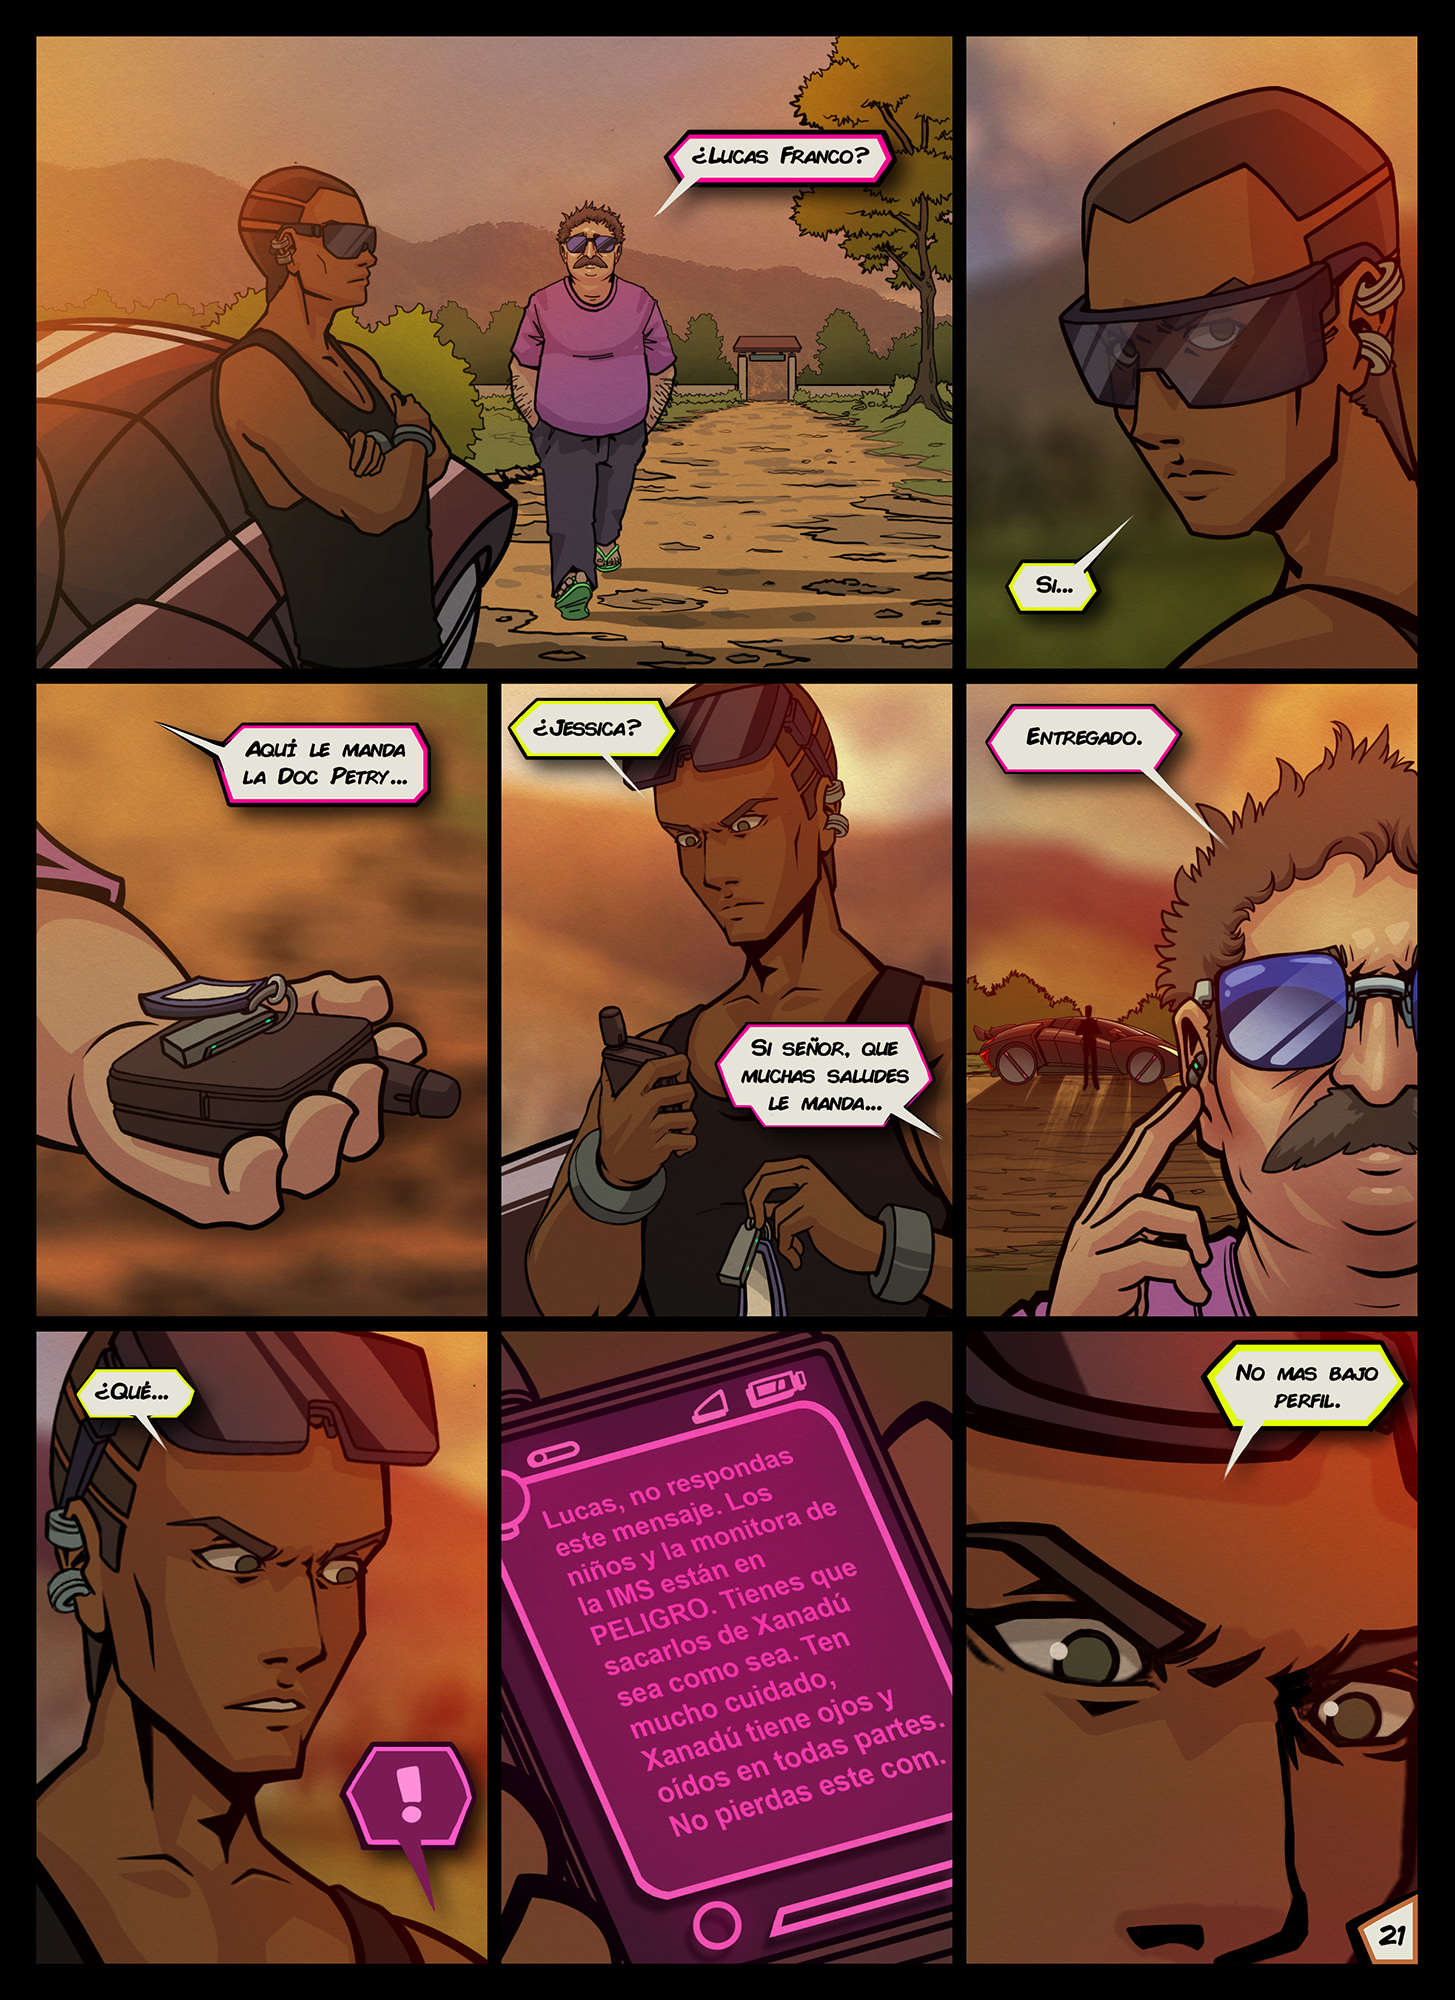 ¿Lucas Franco?
Si...
Aquí le manda
la Doc Petry...
¿Jessica?
Si señor, que
muchas saludes
le manda...
Entregado.
¿Qué...
!
Lucas, no respondas
este mensaje. Los
niños y la monitora de
la IMS están en
PELIGRO. Tienes que
sacarlos de Xanadú
sea como sea. Ten
mucho cuidado,
Xanadú tiene ojos y
oídos en todas partes.
No pierdas este com.
No mas bajo
perfil.
21